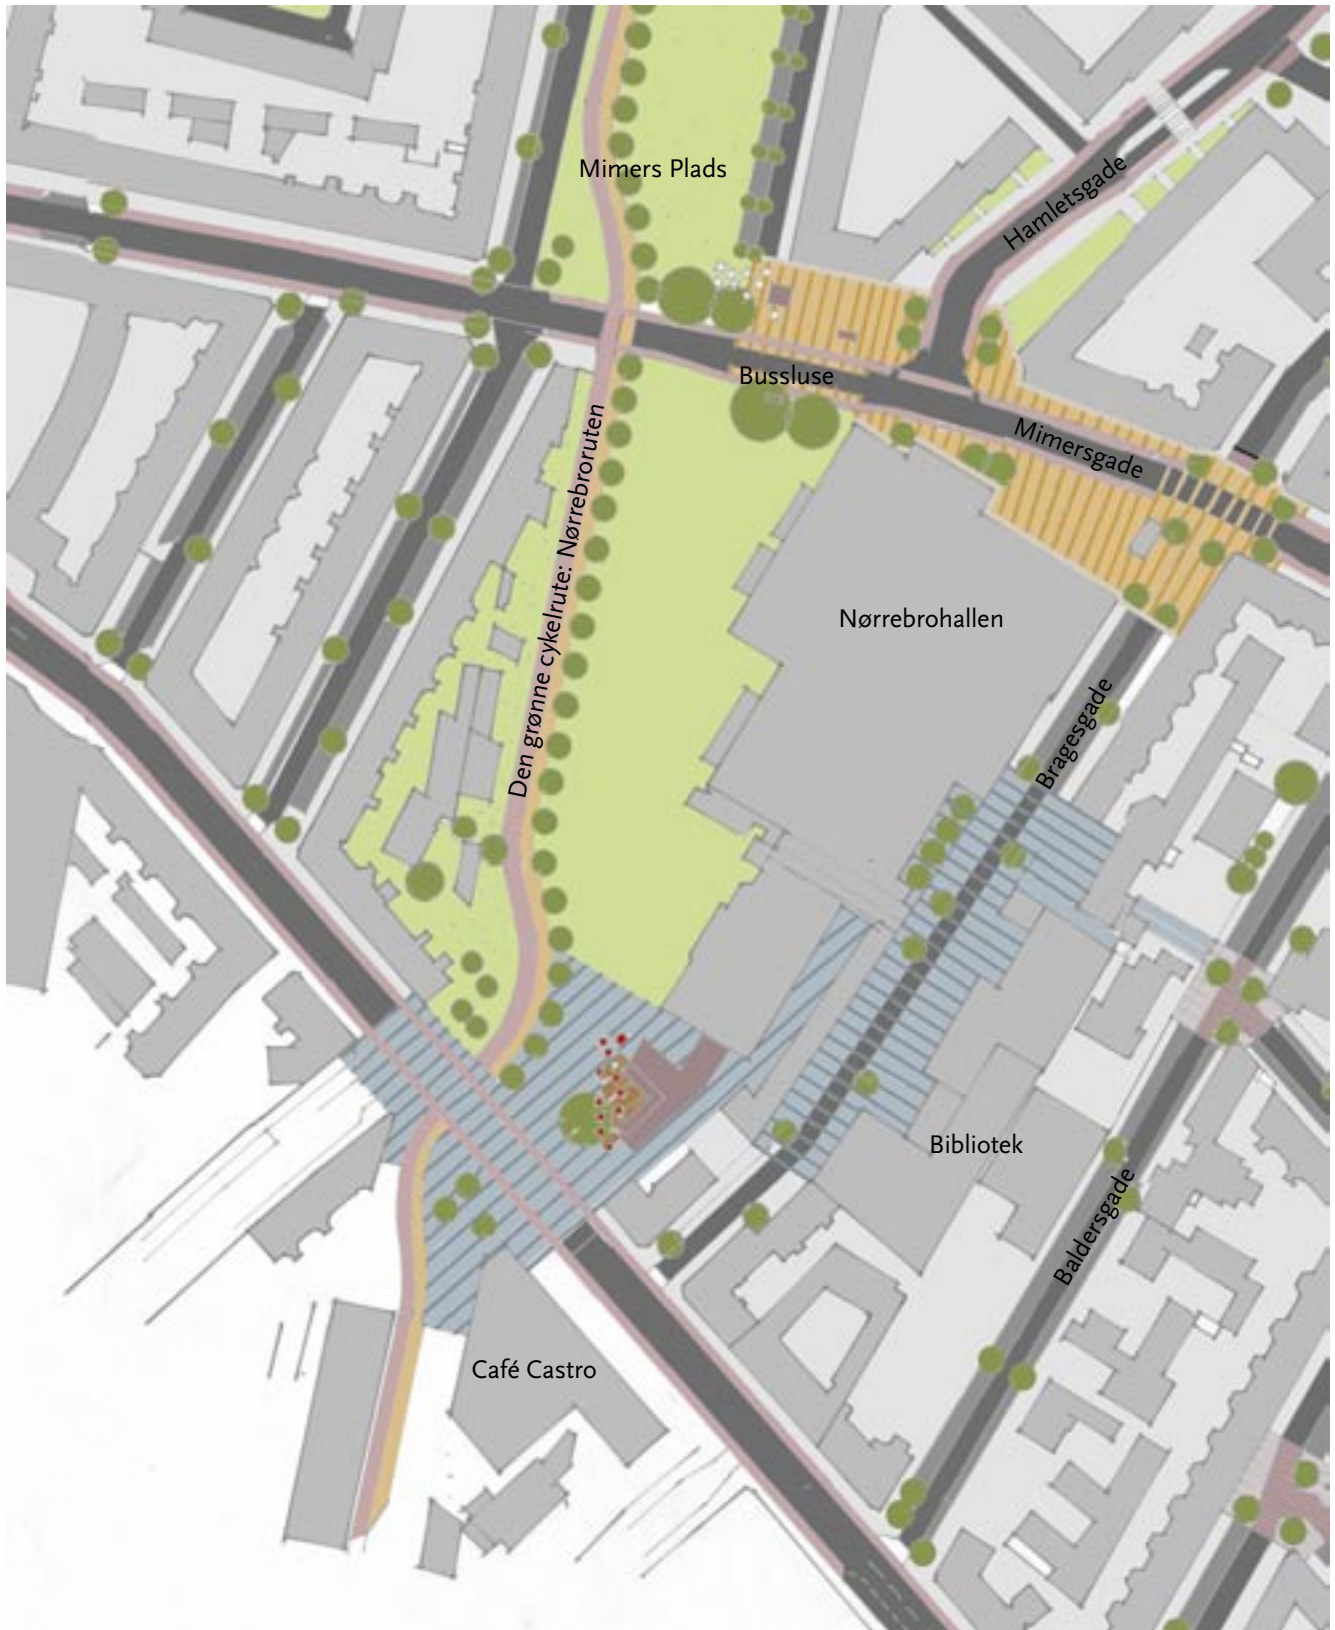 Mimers Plads
Hamletsgade
Bussluse
Mimersgade
Den grønne cykelrute: Nørrebroruten
Nørrebrohallen
Bragesgade
Bibliotek
Baldersgade
Café Castro